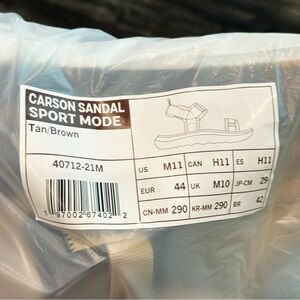 CARSON SANDAL
SPORT MODE
Tan/Brown
40712-21M
1 97002 67402 2
US M11 CAN H11 ES H11
EUR 44 UK M10 JP-CM 29
CN-MM 290 KR-MM 290 BR 42